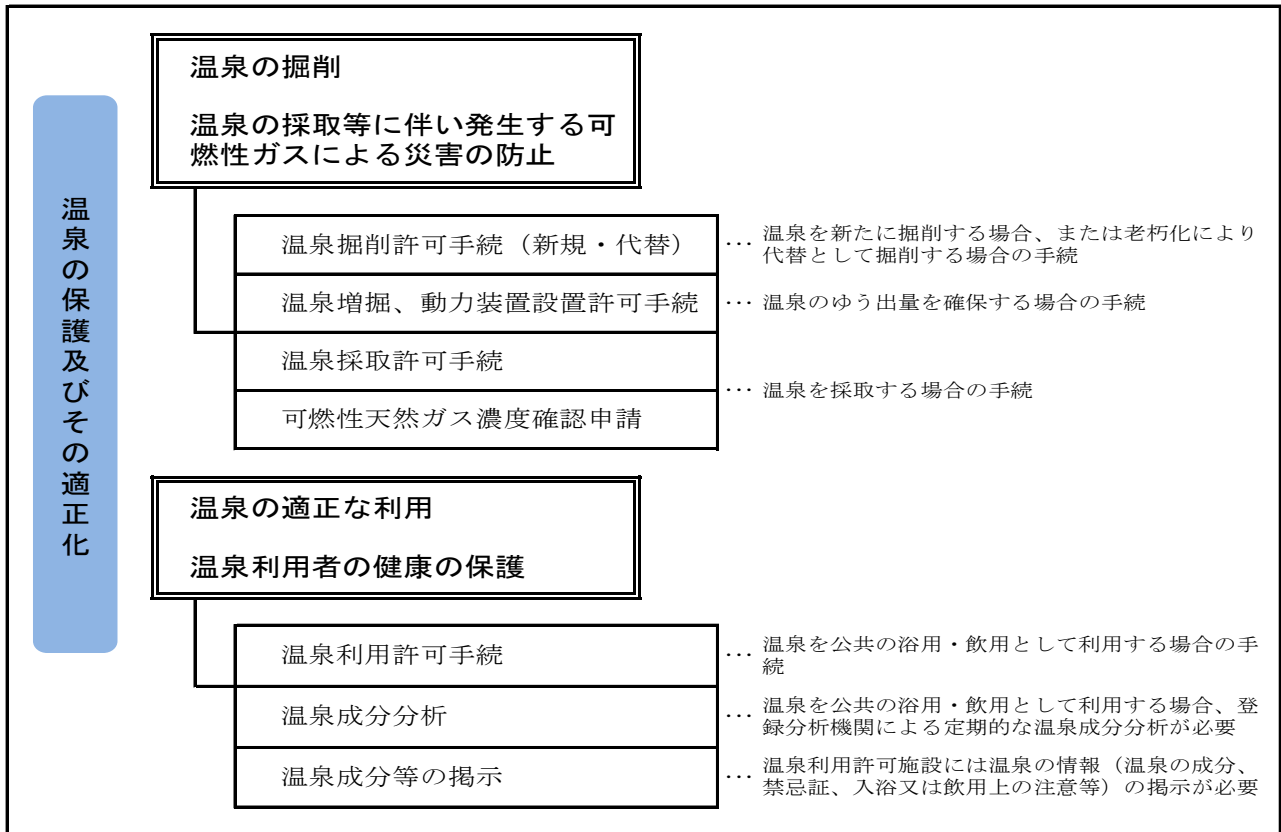 温泉の保護及びその適正化
温泉の掘削
温泉の採取等に伴い発生する可
燃性ガスによる災害の防止
温泉掘削許可手続（新規・代替）
… 温泉を新たに掘削する場合、または老朽化により
代替として掘削する場合の手続
温泉増掘、動力装置設置許可手続
… 温泉のゆう出量を確保する場合の手続
温泉採取許可手続
可燃性天然ガス濃度確認申請
… 温泉を採取する場合の手続
温泉の適正な利用
温泉利用者の健康の保護
温泉利用許可手続
… 温泉を公共の浴用・飲用として利用する場合の手
続
温泉成分分析
… 温泉を公共の浴用・飲用として利用する場合、登
録分析機関による定期的な温泉成分分析が必要
温泉成分等の掲示
… 温泉利用許可施設には温泉の情報（温泉の成分、
禁忌証、入浴又は飲用上の注意等）の掲示が必要